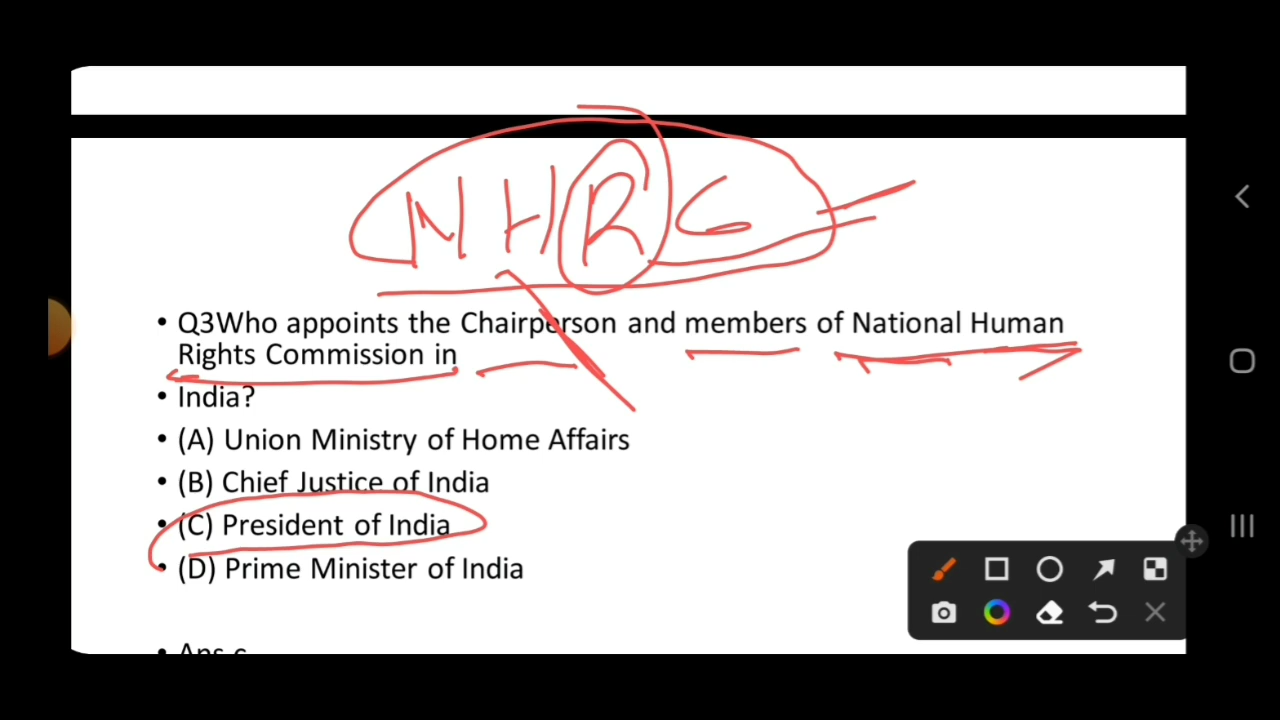 NHRC
• Q3Who appoints the Chairperson and members of National Human
Rights Commission in
• India?
• (A) Union Ministry of Home Affairs
• (B) Chief Justice of India
• (C) President of India
• (D) Prime Minister of India
• Ans c